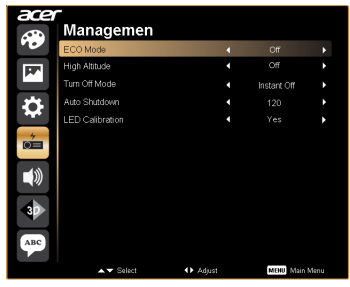 acer
Managemen
ECO Mode Off
High Altitude Off
Turn Off Mode Instant Off
Auto Shutdown 120
LED Calibration Yes
3D
ABC
Select Adjust MENU Main Menu